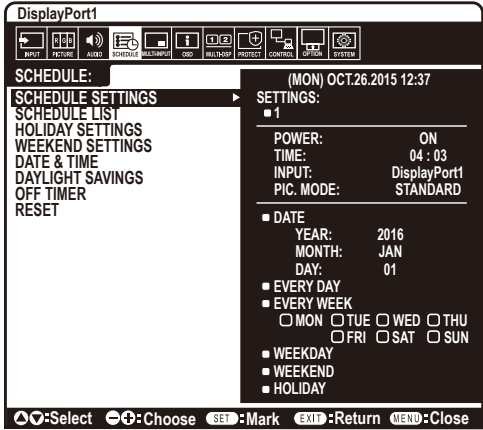 DisplayPort1
INPUT RGB PICTURE AUDIO SCHEDULE MULTI-INPUT OSD 1 2 MULTI-DSP PROTECT CONTROL OPTION SYSTEM
SCHEDULE:
SCHEDULE SETTINGS
SCHEDULE LIST
HOLIDAY SETTINGS
WEEKEND SETTINGS
DATE & TIME
DAYLIGHT SAVINGS
OFF TIMER
RESET
(MON) OCT.26.2015 12:37
SETTINGS:
1
POWER: ON
TIME: 04 : 03
INPUT: DisplayPort1
PIC. MODE: STANDARD
DATE
YEAR: 2016
MONTH: JAN
DAY: 01
EVERY DAY
EVERY WEEK
MON TUE WED THU
FRI SAT SUN
WEEKDAY
WEEKEND
HOLIDAY
:Select :Choose SET :Mark EXIT :Return MENU :Close